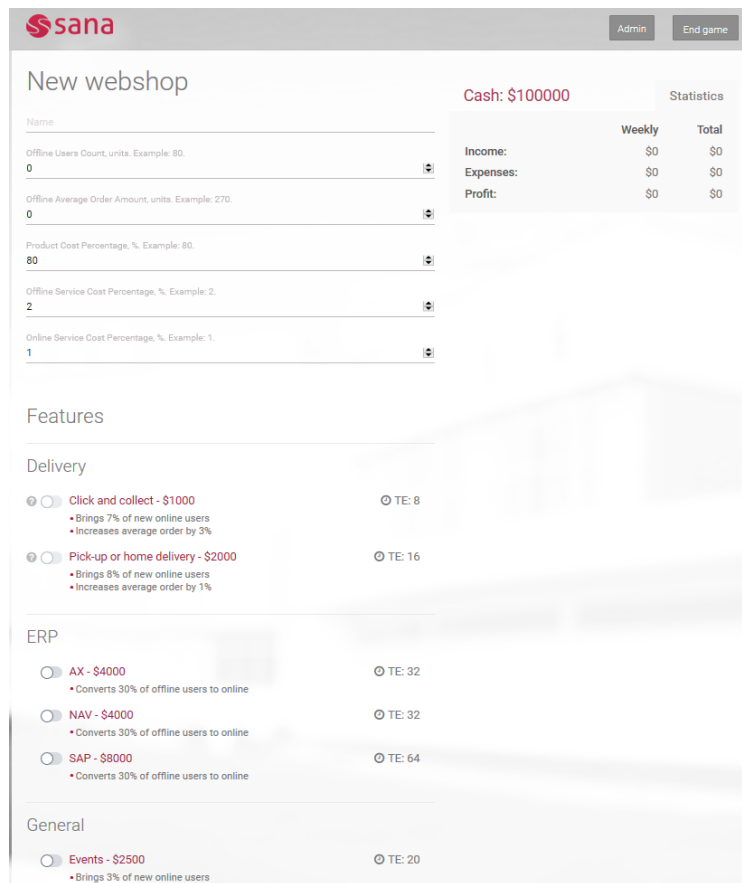 sana
Admin
End game
New webshop
Cash: $100000
Statistics
Name
Weekly Total
Income: $0 $0
Expenses: $0 $0
Profit: $0 $0
Offline Users Count, units. Example: 80.
0
Offline Average Order Amount, units. Example: 270.
0
Product Cost Percentage, %. Example: 80.
80
Offline Service Cost Percentage, %. Example: 2.
2
Online Service Cost Percentage, %. Example: 1.
1
Features
Delivery
? Click and collect - $1000 TE: 8
• Brings 7% of new online users
• Increases average order by 3%
? Pick-up or home delivery - $2000 TE: 16
• Brings 8% of new online users
• Increases average order by 1%
ERP
AX - $4000 TE: 32
• Converts 30% of offline users to online
NAV - $4000 TE: 32
• Converts 30% of offline users to online
SAP - $8000 TE: 64
• Converts 30% of offline users to online
General
Events - $2500 TE: 20
• Brings 3% of new online users